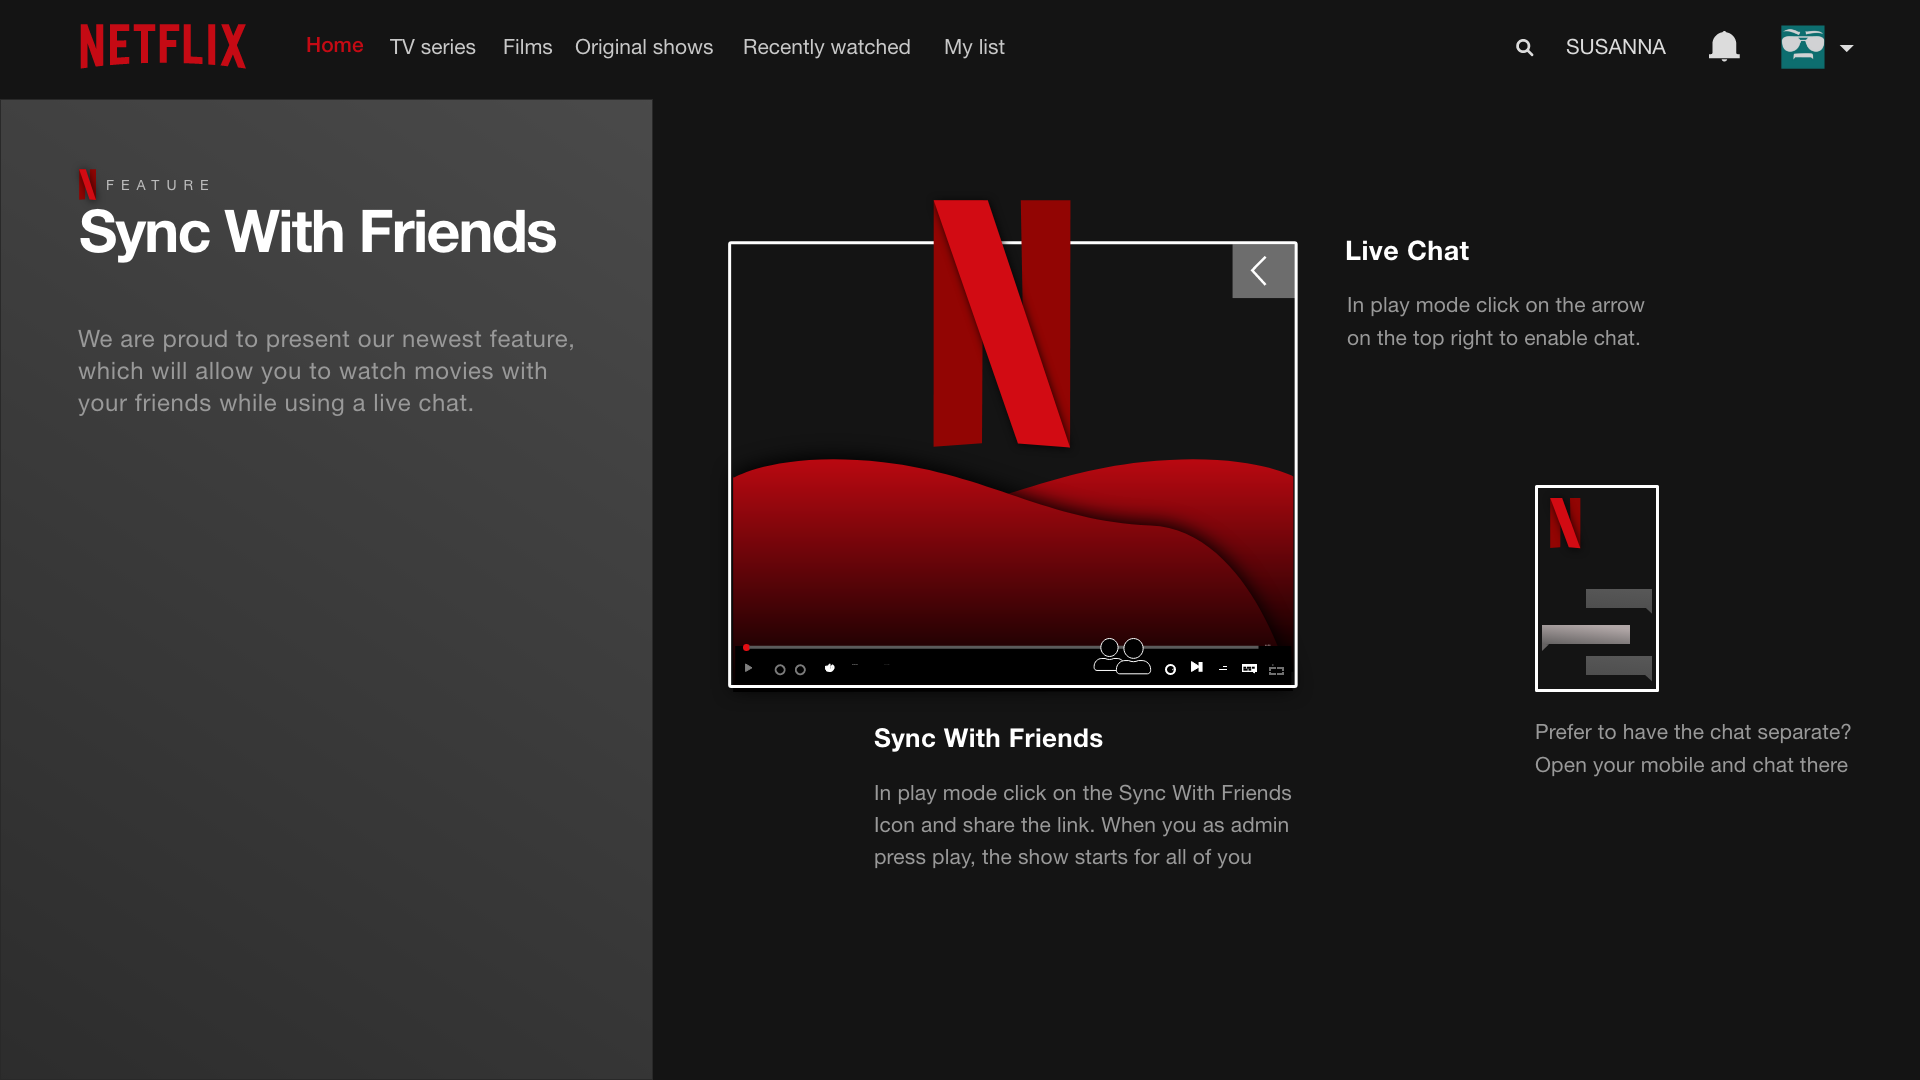 NETFLIX
Home TV series Films Original shows Recently watched My list
SUSANNA
FEATURE
Sync With Friends
We are proud to present our newest feature,
which will allow you to watch movies with
your friends while using a live chat.
Live Chat
In play mode click on the arrow
on the top right to enable chat.
Sync With Friends
In play mode click on the Sync With Friends
Icon and share the link. When you as admin
press play, the show starts for all of you
Prefer to have the chat separate?
Open your mobile and chat there